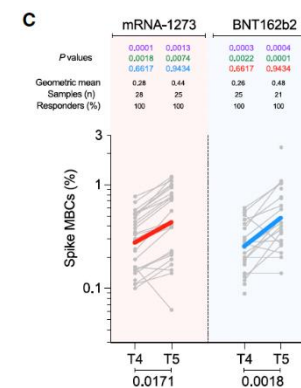 C
mRNA-1273 BNT162b2
0.0001 0.0013 0.0003 0.0004
P values 0.0018 0.0074 0.0022 0.0001
0.6617 0.9434 0.6617 0.9434
Geometric mean 0.28 0.44 0.26 0.48
Samples (n) 28 25 25 21
Responders (%) 100 100 100 100
3
1
0.1
Spike MBCs (%)
T4 T5 T4 T5
0.0171 0.0018